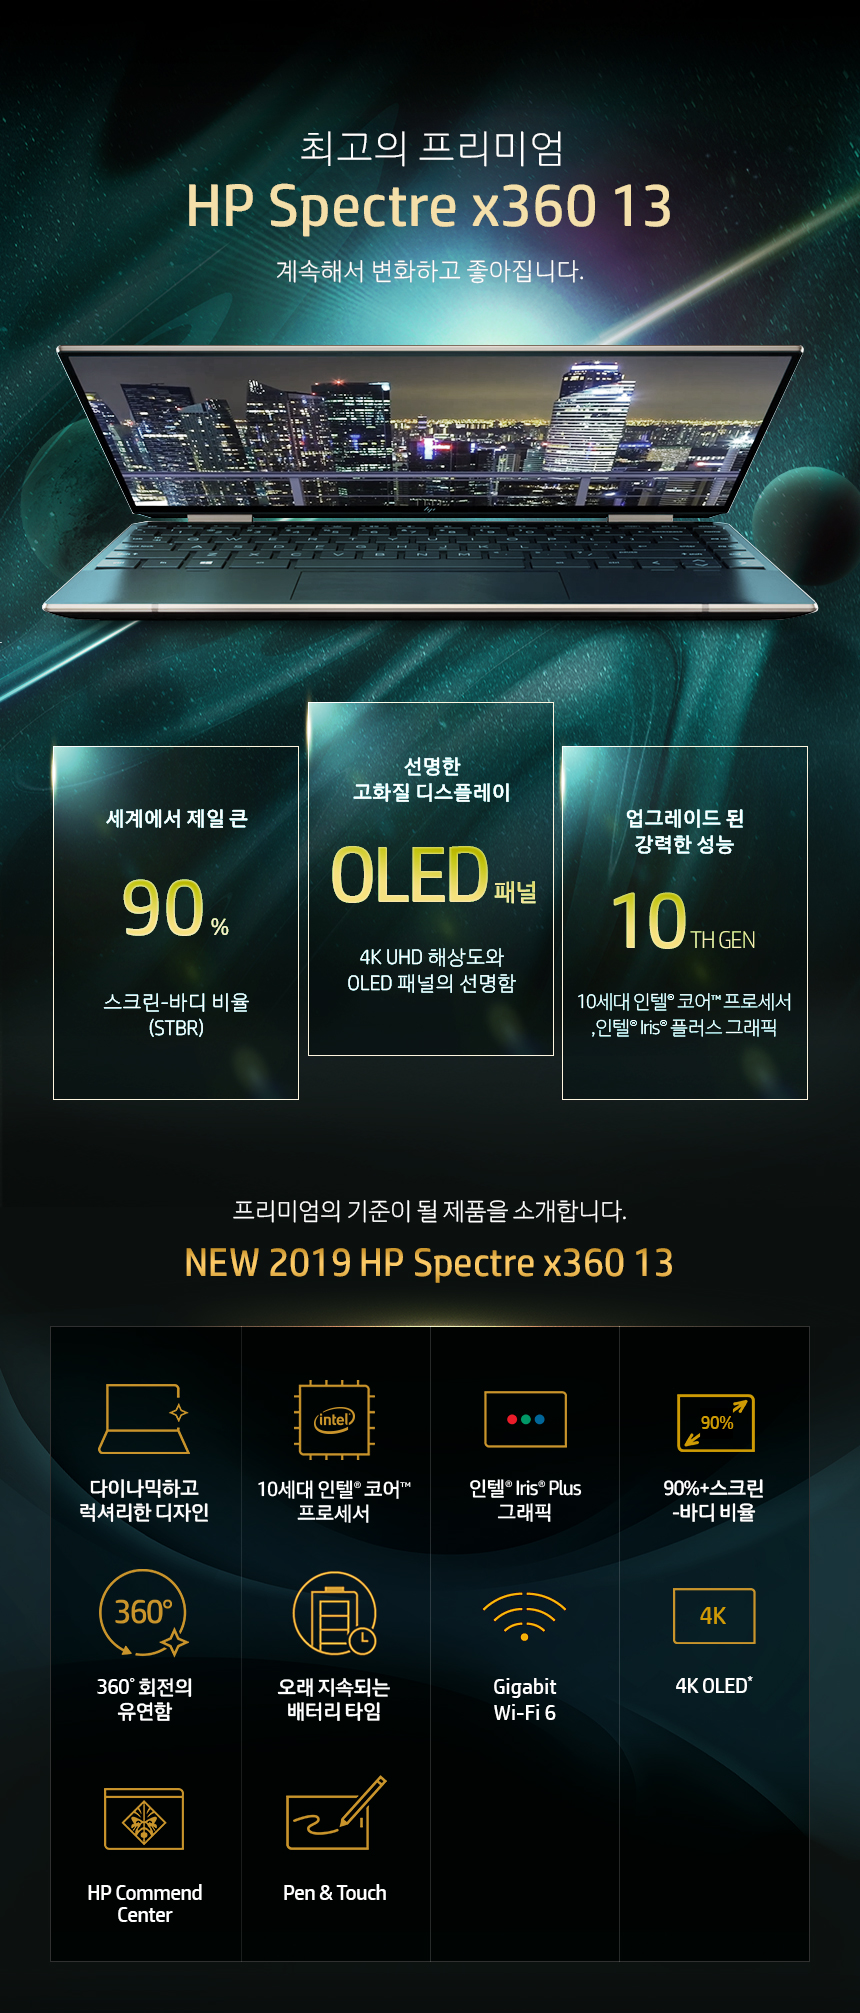 최고의 프리미엄
HP Spectre x360 13
계속해서 변화하고 좋아집니다.
hp
세계에서 제일 큰
90 %
스크린-바디 비율
(STBR)
선명한
고화질 디스플레이
OLED 패널
4K UHD 해상도와
OLED 패널의 선명함
업그레이드 된
강력한 성능
10 TH GEN
10세대 인텔® 코어™ 프로세서
,인텔® Iris® 플러스 그래픽
프리미엄의 기준이 될 제품을 소개합니다.
NEW 2019 HP Spectre x360 13
다이나믹하고
럭셔리한 디자인
intel
10세대 인텔® 코어™
프로세서
인텔® Iris® Plus
그래픽
90%
90%+스크린
-바디 비율
360°
360° 회전의
유연함
오래 지속되는
배터리 타임
Gigabit
Wi-Fi 6
4K
4K OLED*
HP Commend
Center
Pen & Touch